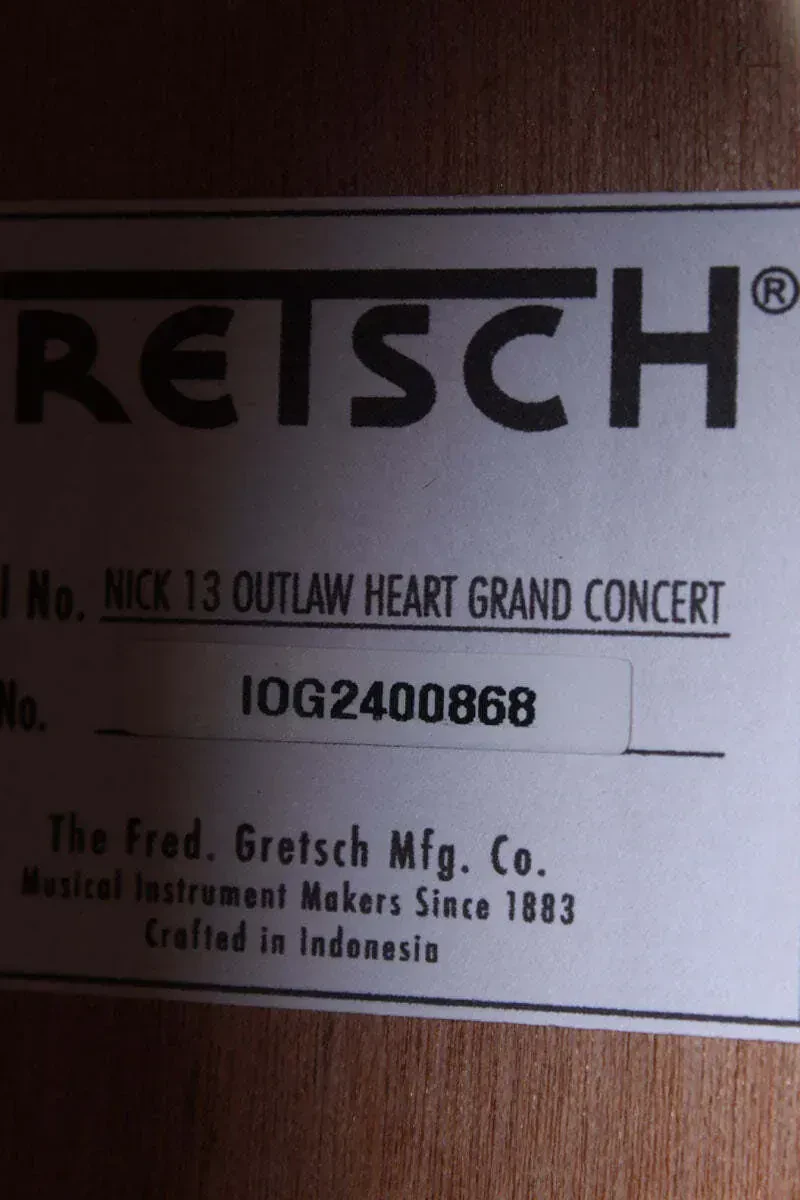 RETSCH®
l No. NICK 13 OUTLAW HEART GRAND CONCERT
No. IOG2400868
The Fred. Gretsch Mfg. Co.
Musical Instrument Makers Since 1883
Crafted in Indonesia